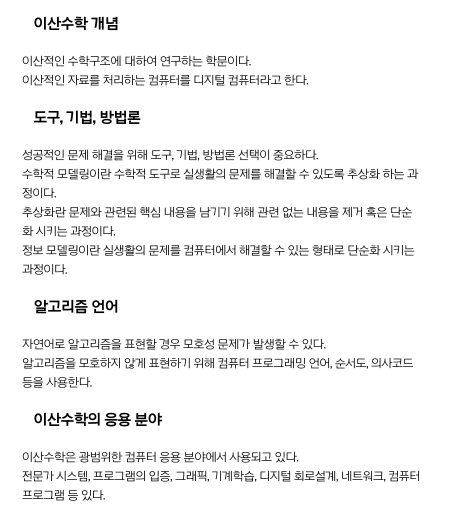 이산수학 개념
이산적인 수학구조에 대하여 연구하는 학문이다.
이산적인 자료를 처리하는 컴퓨터를 디지털 컴퓨터라고 한다.
도구, 기법, 방법론
성공적인 문제 해결을 위해 도구, 기법, 방법론 선택이 중요하다.
수학적 모델링이란 수학적 도구로 실생활의 문제를 해결할 수 있도록 추상화 하는 과
정이다.
추상화란 문제와 관련된 핵심 내용을 남기기 위해 관련 없는 내용을 제거 혹은 단순
화 시키는 과정이다.
정보 모델링이란 실생활의 문제를 컴퓨터에서 해결할 수 있는 형태로 단순화 시키는
과정이다.
알고리즘 언어
자연어로 알고리즘을 표현할 경우 모호성 문제가 발생할 수 있다.
알고리즘을 모호하지 않게 표현하기 위해 컴퓨터 프로그래밍 언어, 순서도, 의사코드
등을 사용한다.
이산수학의 응용 분야
이산수학은 광범위한 컴퓨터 응용 분야에서 사용되고 있다.
전문가 시스템, 프로그램의 입증, 그래픽, 기계학습, 디지털 회로설계, 네트워크, 컴퓨터
프로그램 등 있다.